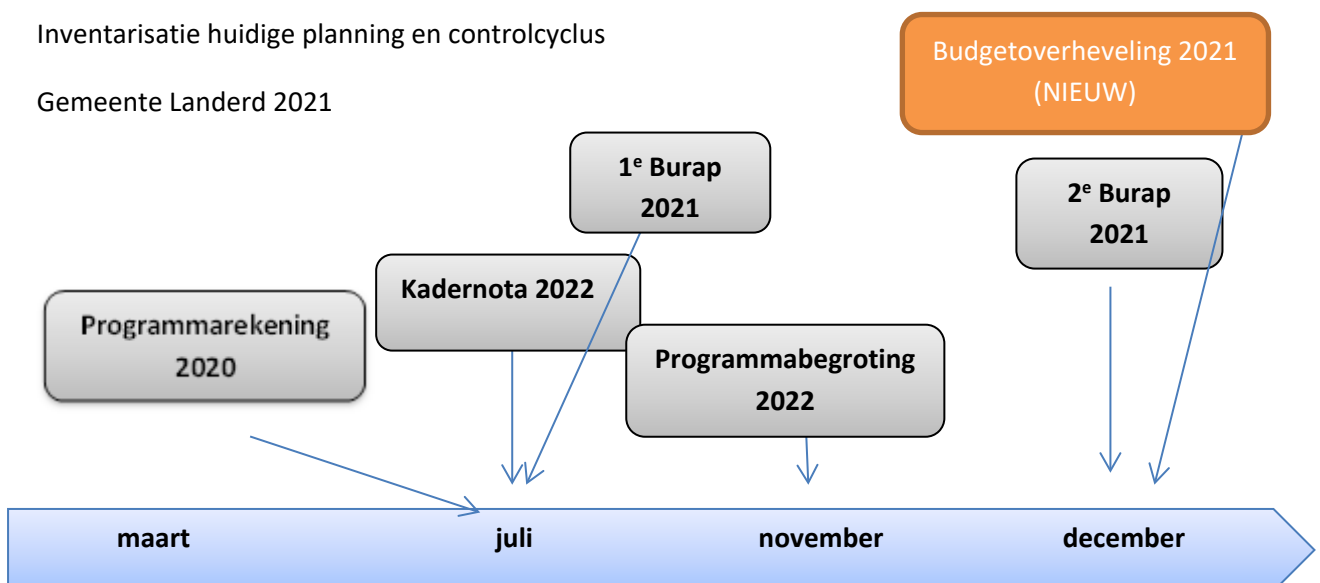 Inventarisatie huidige planning en controlcyclus
Gemeente Landerd 2021
Budgetoverheveling 2021
(NIEUW)
1e Burap
2021
2e Burap
2021
Kadernota 2022
Programmarekening
2020
Programmabegroting
2022
maart
juli
november
december